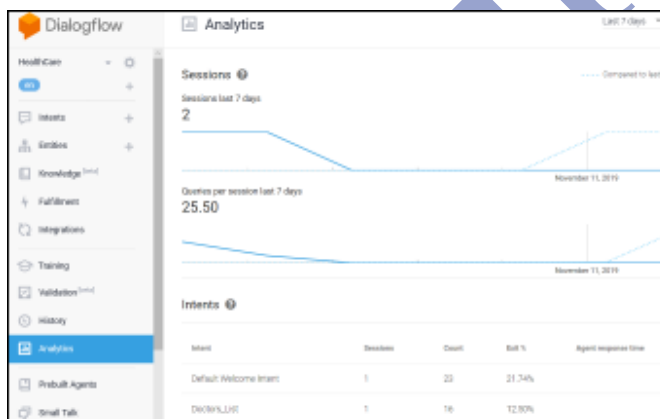 Dialogflow
HealthCare
en
Intents
Entities
Knowledge [beta]
Fulfillment
Integrations
Training
Validation [beta]
History
Analytics
Prebuilt Agents
Small Talk
Analytics
Last 7 days
Sessions
Compared to last
Sessions last 7 days
2
November 11, 2019
Queries per session last 7 days
25.50
November 11, 2019
Intents
Intent Sessions Count Exit % Agent response time
Default Welcome Intent 1 23 21.74%
Doctors_List 1 16 12.50%